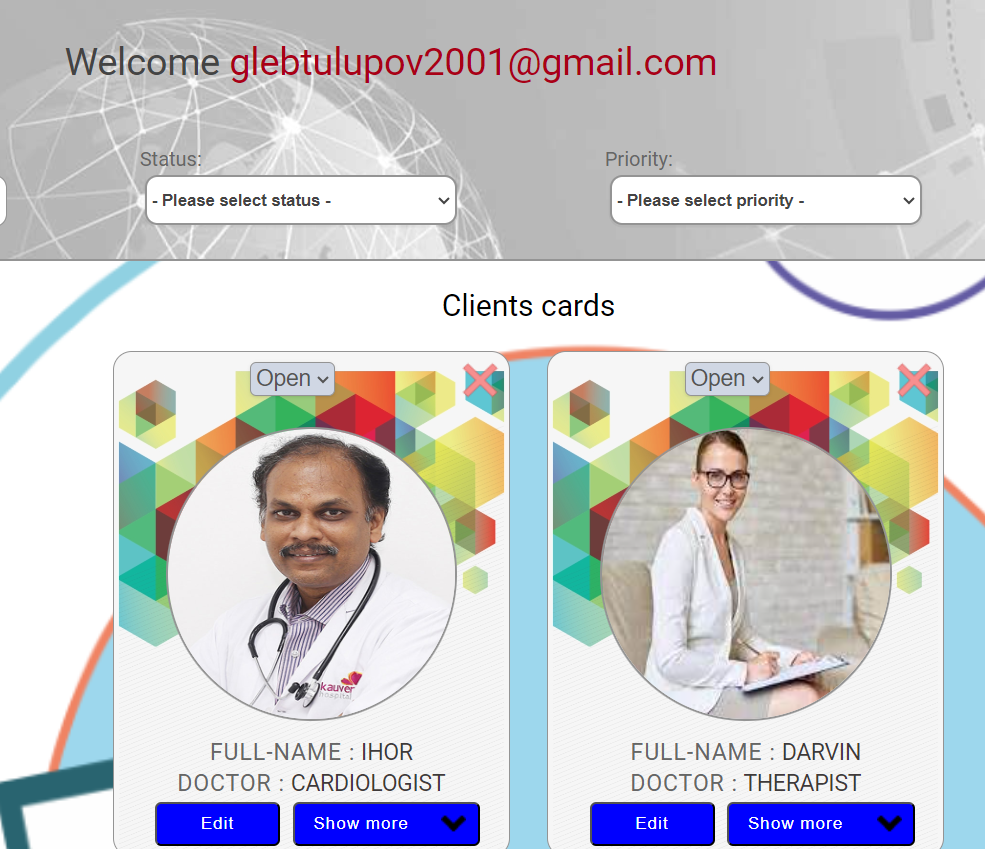 Welcome glebtulupov2001@gmail.com
Status:
Priority:
- Please select status -
- Please select priority -
Clients cards
Open
Open
kauver
hospital
FULL-NAME : IHOR
DOCTOR : CARDIOLOGIST
Edit
Show more
FULL-NAME : DARVIN
DOCTOR : THERAPIST
Edit
Show more